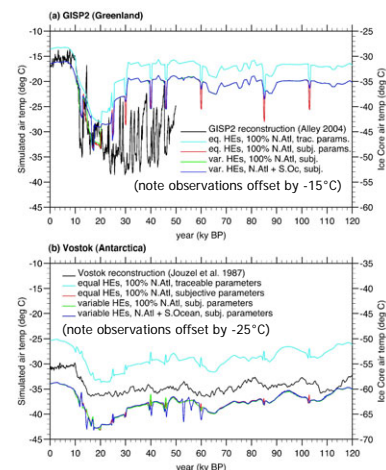 (a) GISP2 (Greenland)
-10
-15
-20
-25
-30
-35
-40
-45
Simulated air temp (deg C)
-25
-30
-35
-40
-45
-50
-55
-60
Ice Core air temp (deg C)
GISP2 reconstruction (Alley 2004)
eq. HEs, 100% N.Atl, trac. params.
eq. HEs, 100% N.Atl, subj. params.
var. HEs, 100% N.Atl, subj.
var. HEs, N.Atl + S.Oc, subj.
(note observations offset by -15°C)
0 10 20 30 40 50 60 70 80 90 100 110 120
year (ky BP)
(b) Vostok (Antarctica)
-15
-20
-25
-30
-35
-40
-45
Simulated air temp (deg C)
-40
-45
-50
-55
-60
-65
-70
Ice Core air temp (deg C)
Vostok reconstruction (Jouzel et al. 1987)
equal HEs, 100% N.Atl, traceable parameters
equal HEs, 100% N.Atl, subjective parameters
variable HEs, 100% N.Atl, subj. parameters
variable HEs, N.Atl + S.Ocean, subj. parameters
(note observations offset by -25°C)
0 10 20 30 40 50 60 70 80 90 100 110 120
year (ky BP)